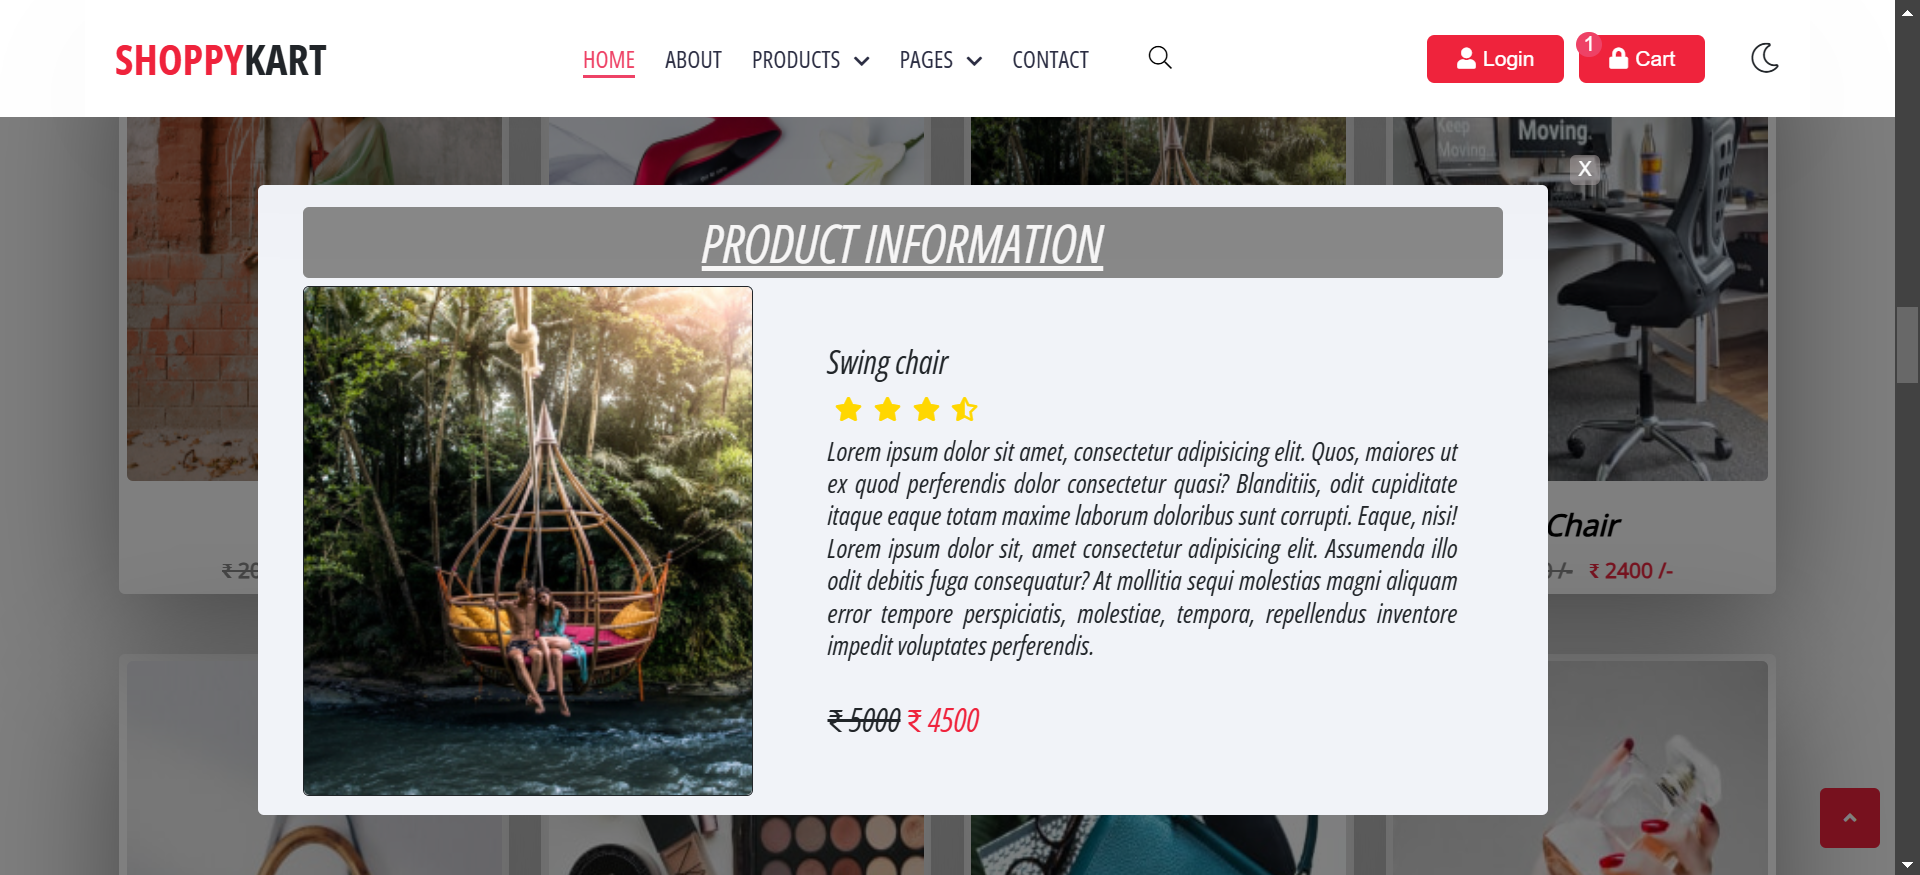 SHOPPYKART
HOME ABOUT PRODUCTS PAGES CONTACT
Login
1
Cart
Keep
Moving.
Moving.
X
PRODUCT INFORMATION
Swing chair
Lorem ipsum dolor sit amet, consectetur adipisicing elit. Quos, maiores ut
ex quod perferendis dolor consectetur quasi? Blanditiis, odit cupiditate
itaque eaque totam maxime laborum doloribus sunt corrupti. Eaque, nisi!
Lorem ipsum dolor sit, amet consectetur adipisicing elit. Assumenda illo
odit debitis fuga consequatur? At mollitia sequi molestias magni aliquam
error tempore perspiciatis, molestiae, tempora, repellendus inventore
impedit voluptates perferendis.
₹ 5000 ₹ 4500
Chair
₹ 20
/- ₹ 2400 /-